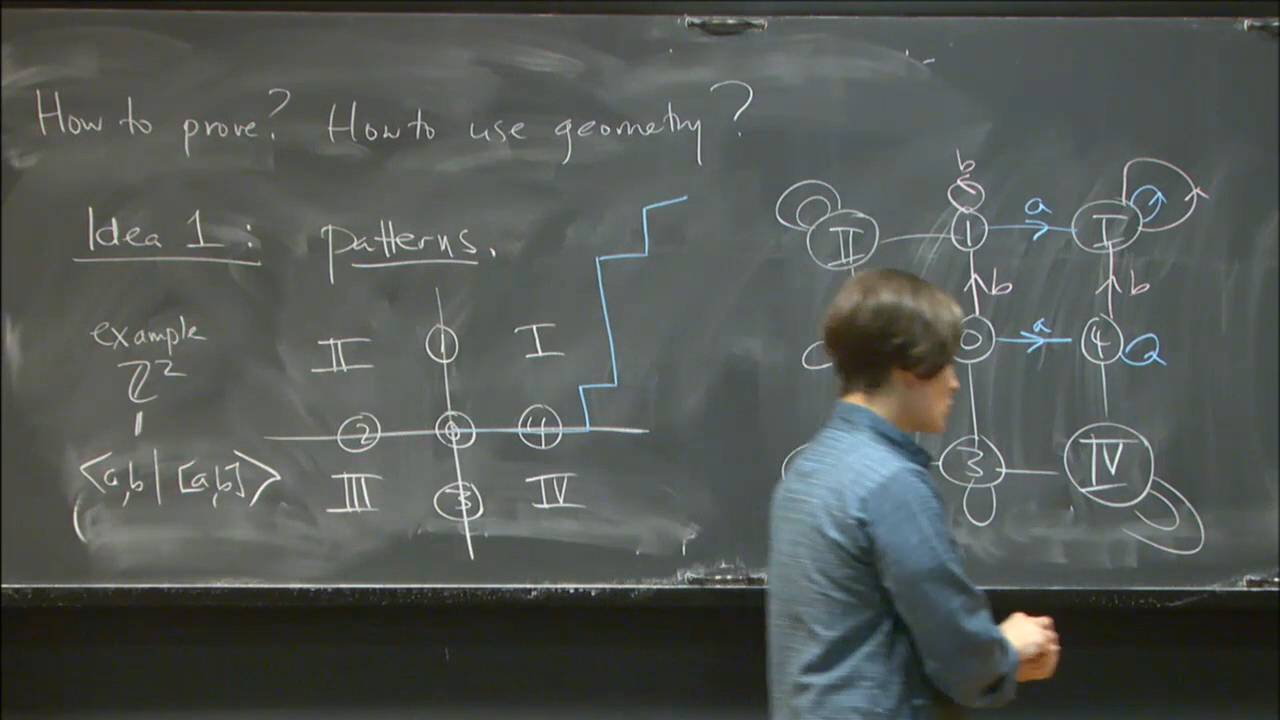 How to prove? How to use geometry?
Idea 1: patterns.
example
ℤ²
⟨a,b | [a,b]⟩
II 1 I
2 0 4
III 3 IV
b
II 1 a I
b b
0 a 4
3 IV